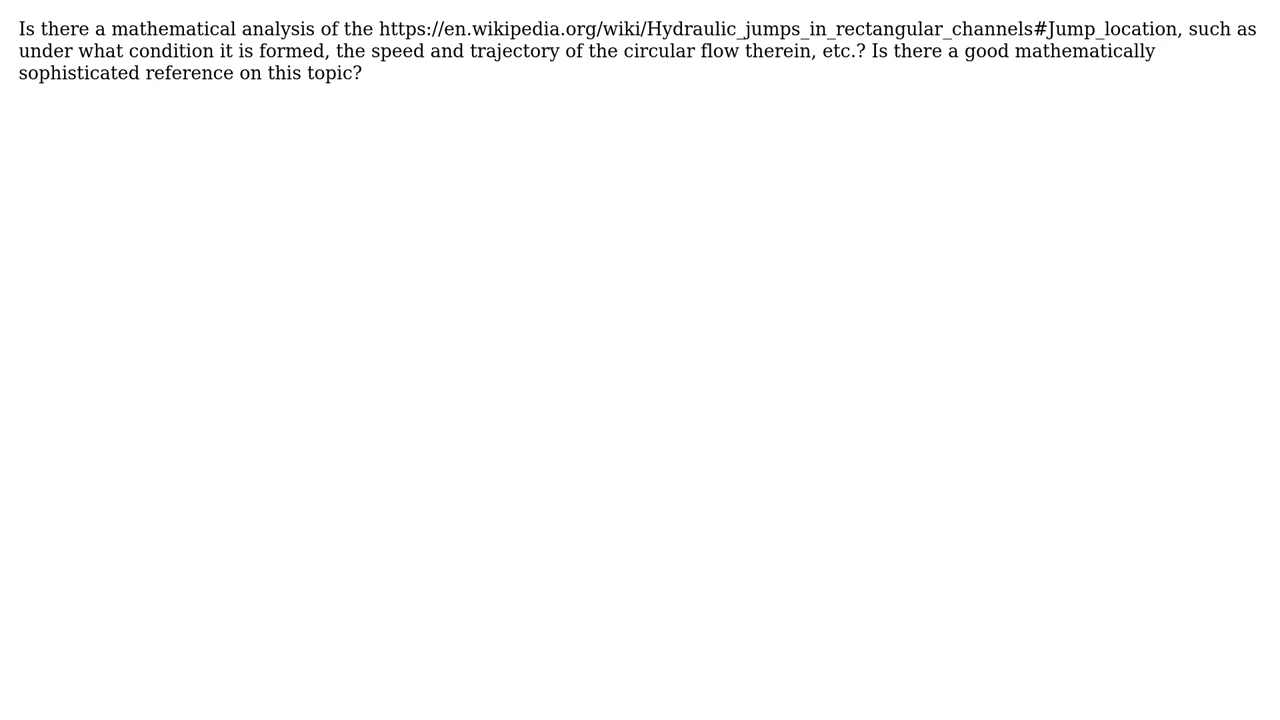 Is there a mathematical analysis of the https://en.wikipedia.org/wiki/Hydraulic_jumps_in_rectangular_channels#Jump_location, such as
under what condition it is formed, the speed and trajectory of the circular flow therein, etc.? Is there a good mathematically
sophisticated reference on this topic?